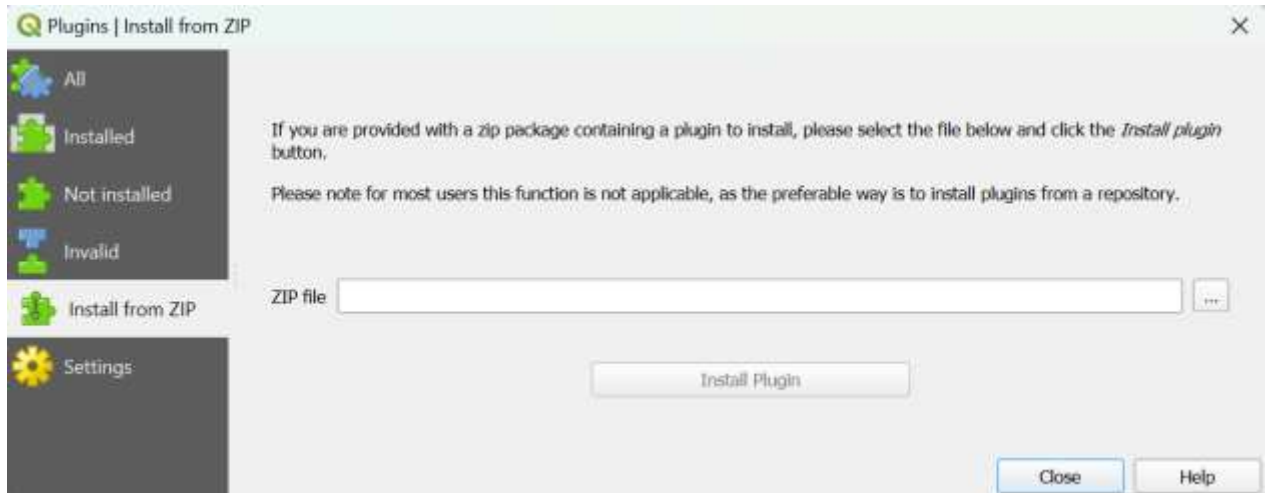 Plugins | Install from ZIP
All
Installed
Not installed
Invalid
Install from ZIP
Settings
If you are provided with a zip package containing a plugin to install, please select the file below and click the Install plugin
button.
Please note for most users this function is not applicable, as the preferable way is to install plugins from a repository.
ZIP file
...
Install Plugin
Close
Help